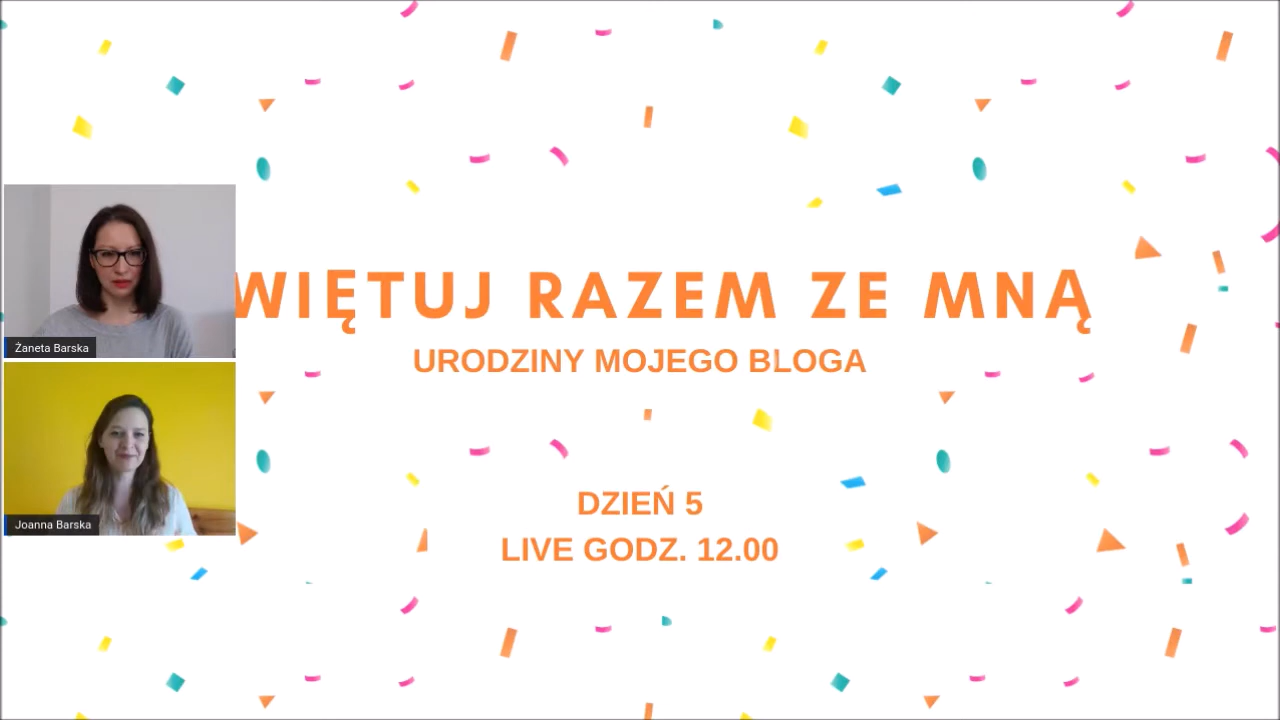 WIĘTUJ RAZEM ZE MNĄ
URODZINY MOJEGO BLOGA
Żaneta Barska
DZIEŃ 5
LIVE GODZ. 12.00
Joanna Barska